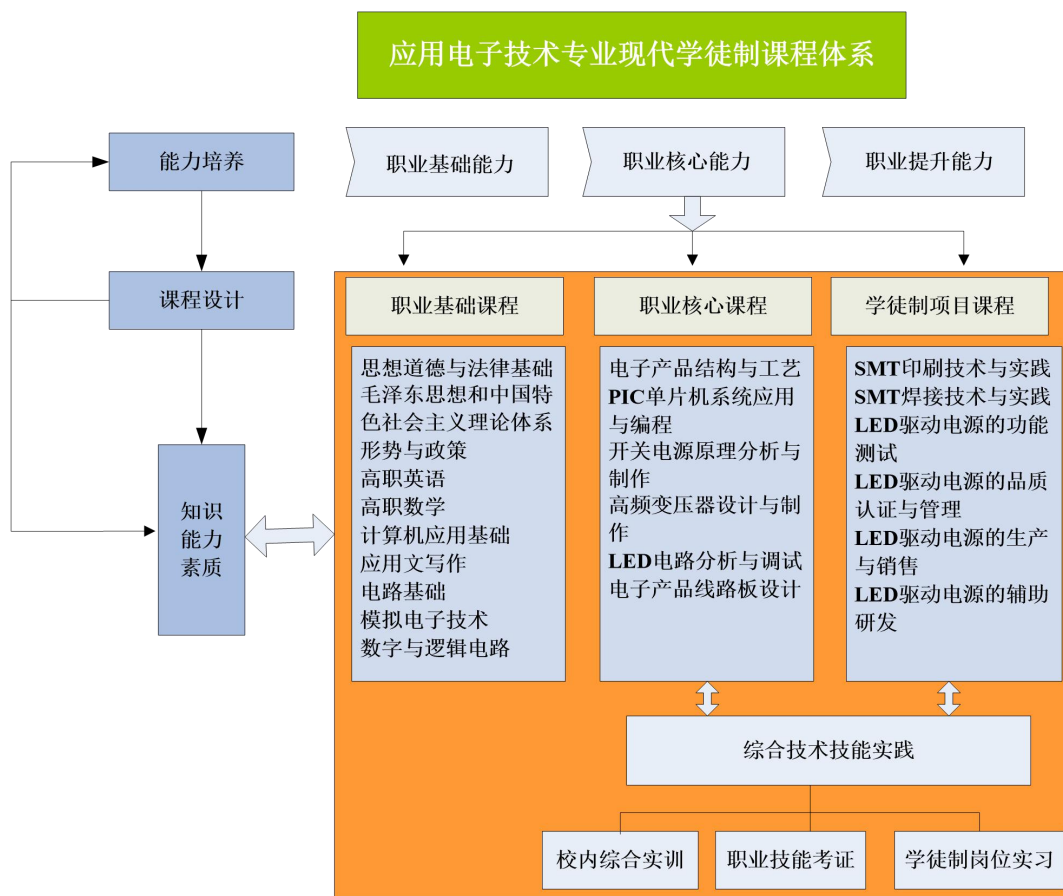 应用电子技术专业现代学徒制课程体系
能力培养
职业基础能力
职业核心能力
职业提升能力
课程设计
职业基础课程
职业核心课程
学徒制项目课程
知识
能力
素质
思想道德与法律基础
毛泽东思想和中国特
色社会主义理论体系
形势与政策
高职英语
高职数学
计算机应用基础
应用文写作
电路基础
模拟电子技术
数字与逻辑电路
电子产品结构与工艺
PIC单片机系统应用
与编程
开关电源原理分析与
制作
高频变压器设计与制
作
LED电路分析与调试
电子产品线路板设计
SMT印刷技术与实践
SMT焊接技术与实践
LED驱动电源的功能
测试
LED驱动电源的品质
认证与管理
LED驱动电源的生产
与销售
LED驱动电源的辅助
研发
综合技术技能实践
校内综合实训
职业技能考证
学徒制岗位实习